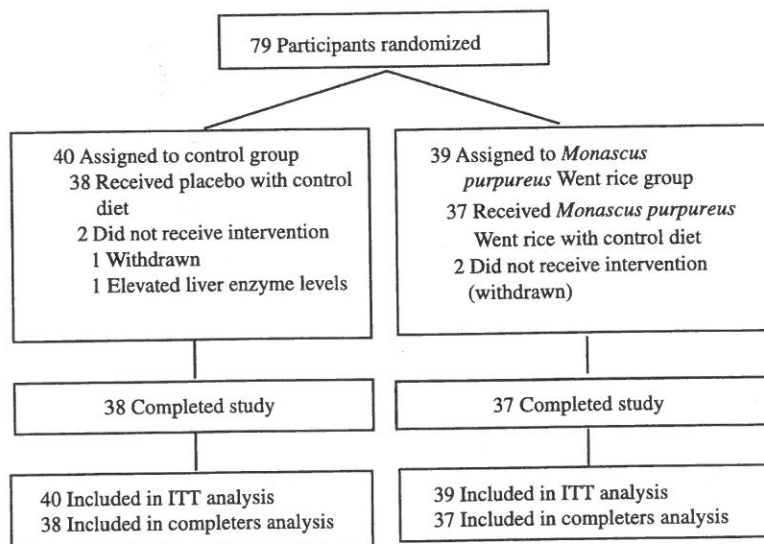 79 Participants randomized
40 Assigned to control group
38 Received placebo with control
diet
2 Did not receive intervention
1 Withdrawn
1 Elevated liver enzyme levels
39 Assigned to Monascus
purpureus Went rice group
37 Received Monascus purpureus
Went rice with control diet
2 Did not receive intervention
(withdrawn)
38 Completed study
37 Completed study
40 Included in ITT analysis
38 Included in completers analysis
39 Included in ITT analysis
37 Included in completers analysis